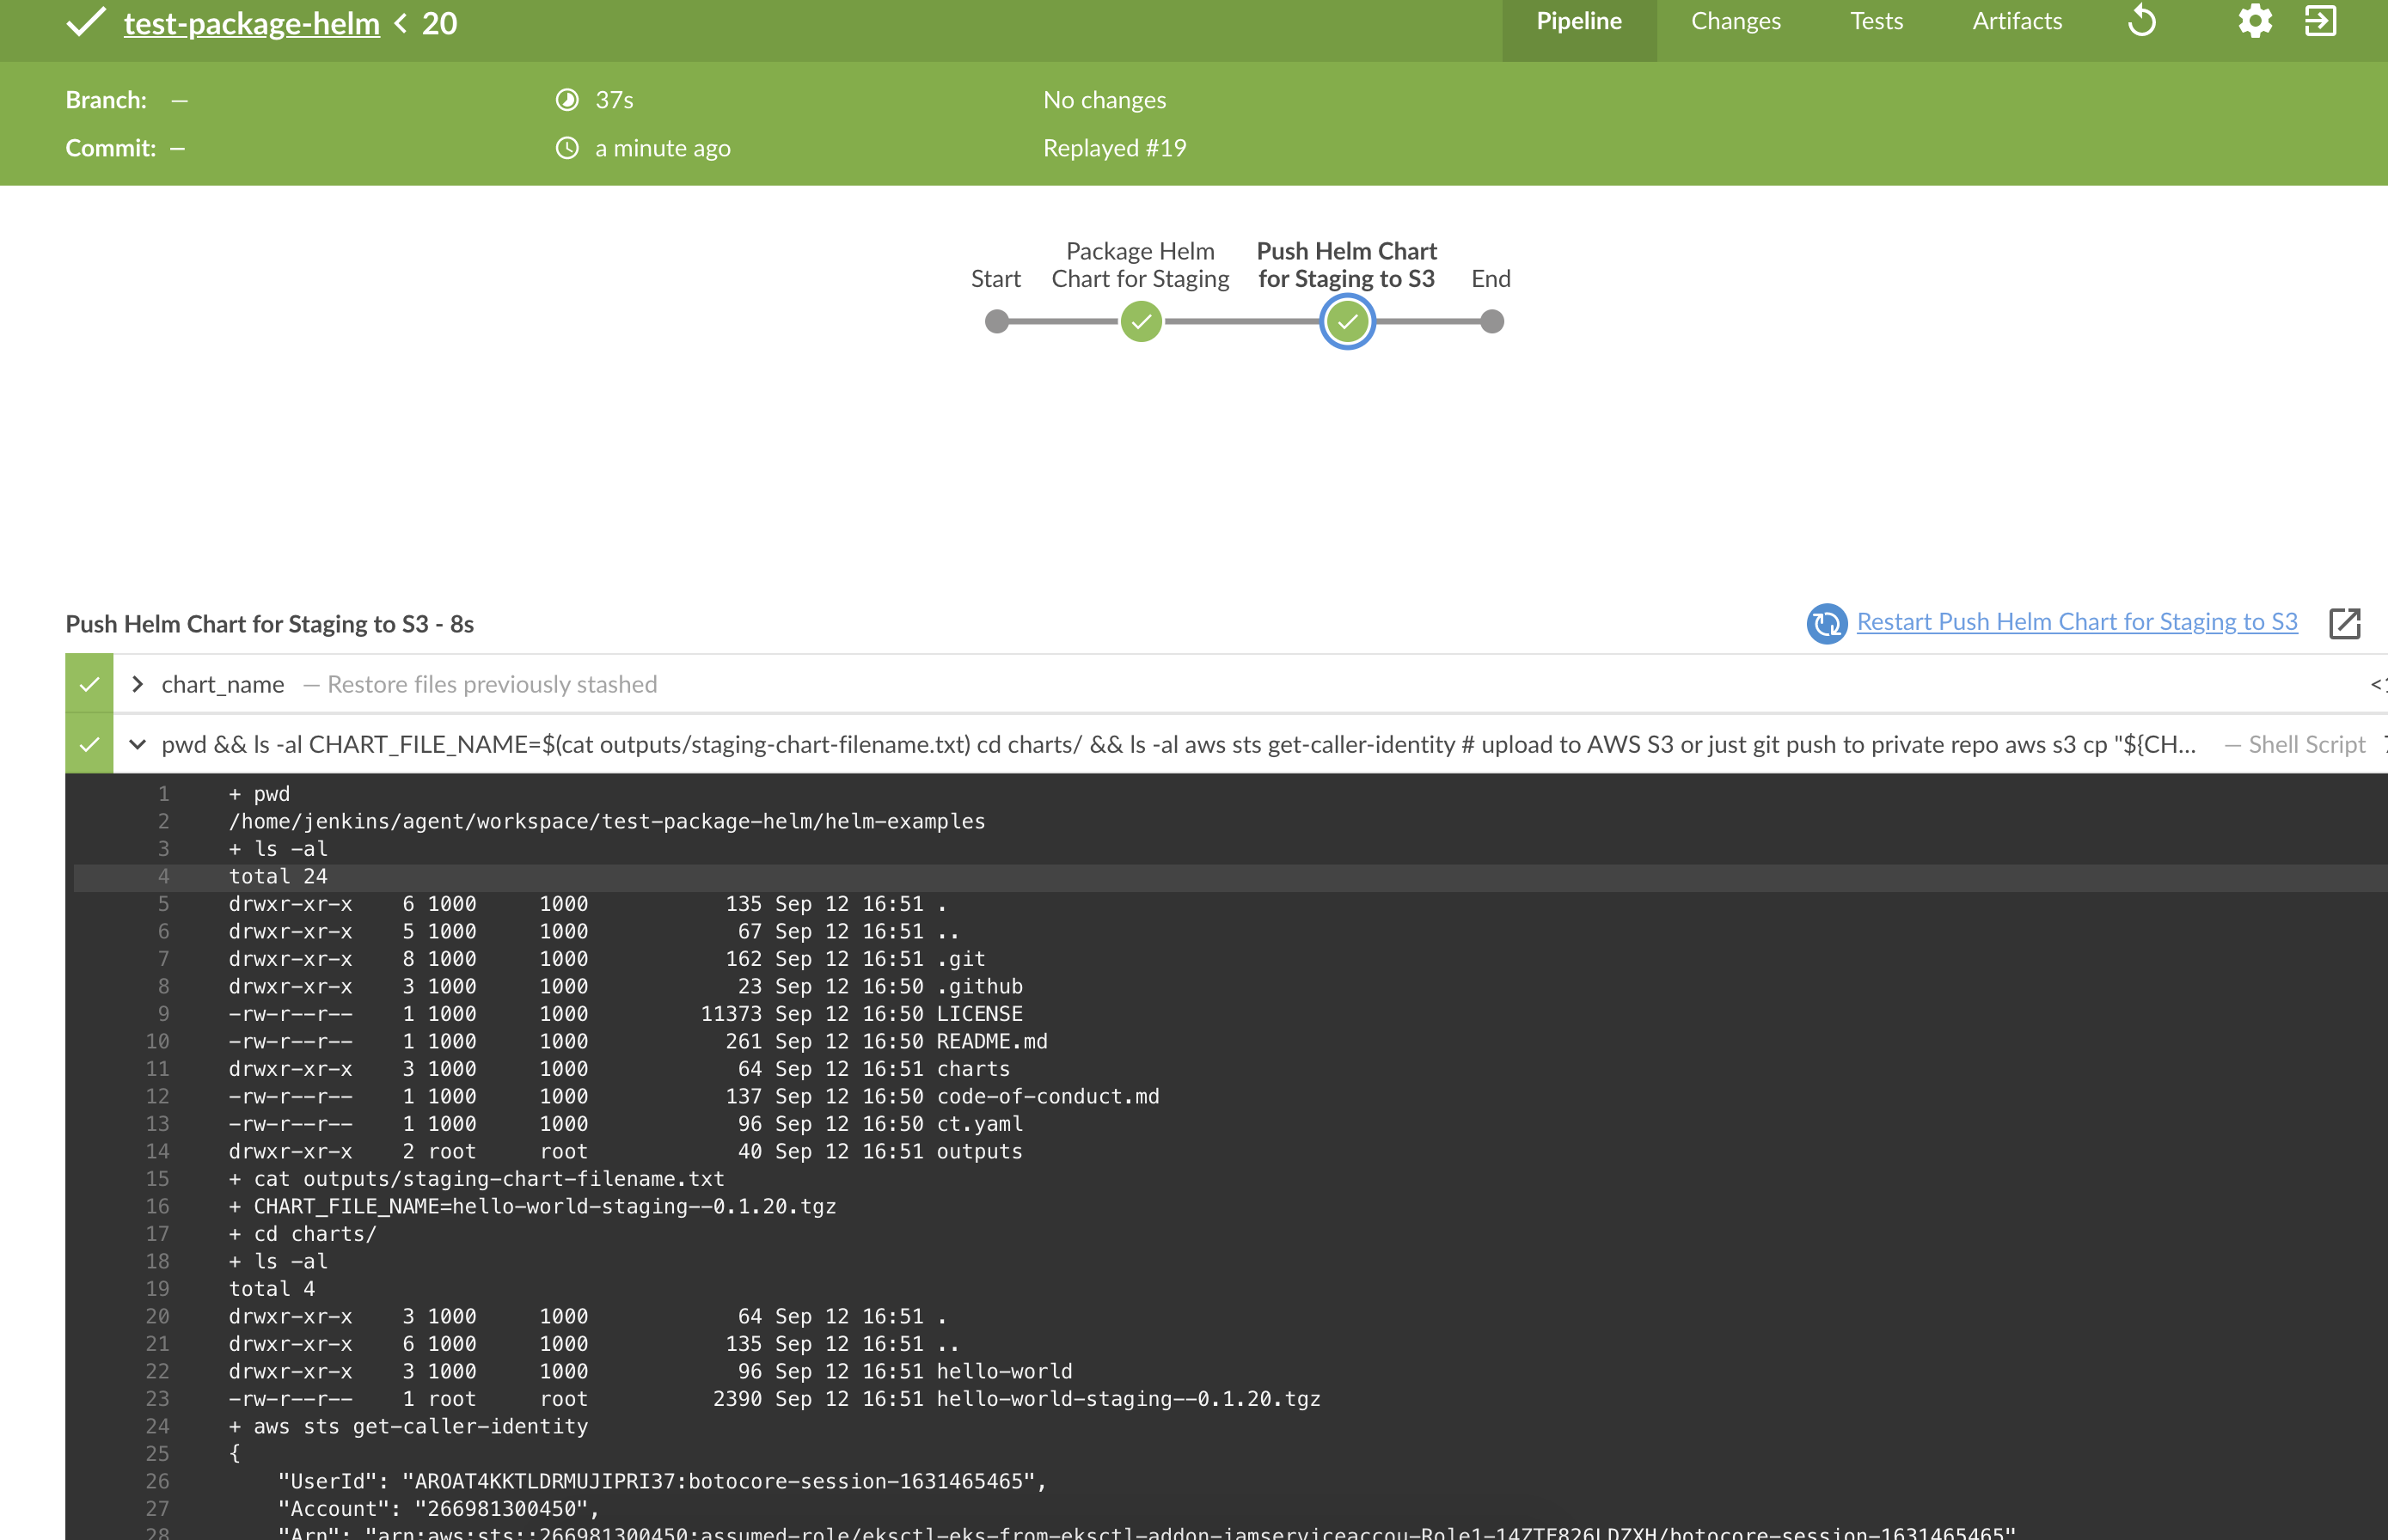 test-package-helm < 20
Pipeline Changes Tests Artifacts
Branch: — 37s No changes
Commit: — a minute ago Replayed #19
Package Helm Push Helm Chart
Start Chart for Staging for Staging to S3 End
Push Helm Chart for Staging to S3 - 8s Restart Push Helm Chart for Staging to S3
chart_name — Restore files previously stashed
pwd && ls -al CHART_FILE_NAME=$(cat outputs/staging-chart-filename.txt) cd charts/ && ls -al aws sts get-caller-identity # upload to AWS S3 or just git push to private repo aws s3 cp "${CH... — Shell Script
1 + pwd
2 /home/jenkins/agent/workspace/test-package-helm/helm-examples
3 + ls -al
4 total 24
5 drwxr-xr-x 6 1000 1000 135 Sep 12 16:51 .
6 drwxr-xr-x 5 1000 1000 67 Sep 12 16:51 ..
7 drwxr-xr-x 8 1000 1000 162 Sep 12 16:51 .git
8 drwxr-xr-x 3 1000 1000 23 Sep 12 16:50 .github
9 -rw-r--r-- 1 1000 1000 11373 Sep 12 16:50 LICENSE
10 -rw-r--r-- 1 1000 1000 261 Sep 12 16:50 README.md
11 drwxr-xr-x 3 1000 1000 64 Sep 12 16:51 charts
12 -rw-r--r-- 1 1000 1000 137 Sep 12 16:50 code-of-conduct.md
13 -rw-r--r-- 1 1000 1000 96 Sep 12 16:50 ct.yaml
14 drwxr-xr-x 2 root root 40 Sep 12 16:51 outputs
15 + cat outputs/staging-chart-filename.txt
16 + CHART_FILE_NAME=hello-world-staging--0.1.20.tgz
17 + cd charts/
18 + ls -al
19 total 4
20 drwxr-xr-x 3 1000 1000 64 Sep 12 16:51 .
21 drwxr-xr-x 6 1000 1000 135 Sep 12 16:51 ..
22 drwxr-xr-x 3 1000 1000 96 Sep 12 16:51 hello-world
23 -rw-r--r-- 1 root root 2390 Sep 12 16:51 hello-world-staging--0.1.20.tgz
24 + aws sts get-caller-identity
25 {
26 "UserId": "AROAT4KKTLDRMUJIPRI37:botocore-session-1631465465",
27 "Account": "266981300450",
28 "Arn": "arn:aws:sts::266981300450:assumed-role/eksctl-eks-from-eksctl-addon-iamserviceaccou-Role1-14ZTE826LDZXH/botocore-session-1631465465"